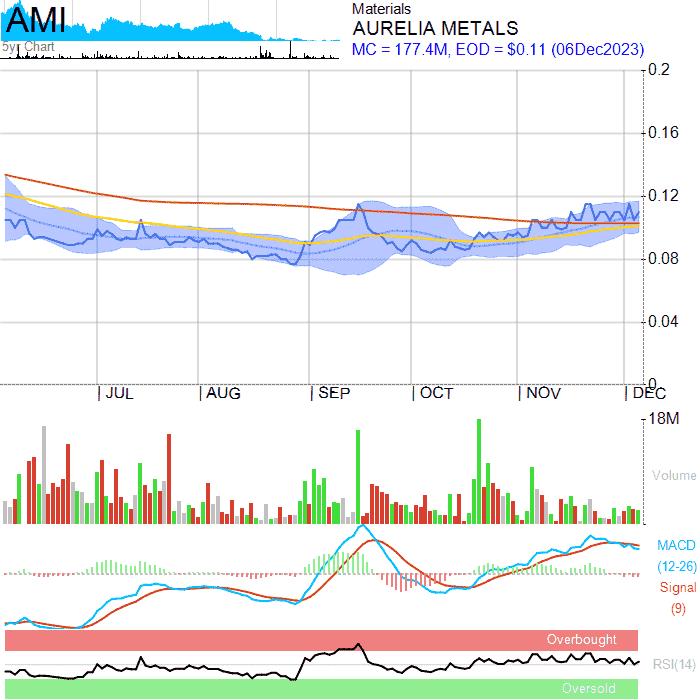 AMI
5yr Chart
Materials
AURELIA METALS
MC = 177.4M, EOD = $0.11 (06Dec2023)
0.2
0.16
0.12
0.08
0.04
0
JUL AUG SEP OCT NOV DEC
18M
Volume
MACD
(12-26)
Signal
(9)
Overbought
RSI(14)
Oversold